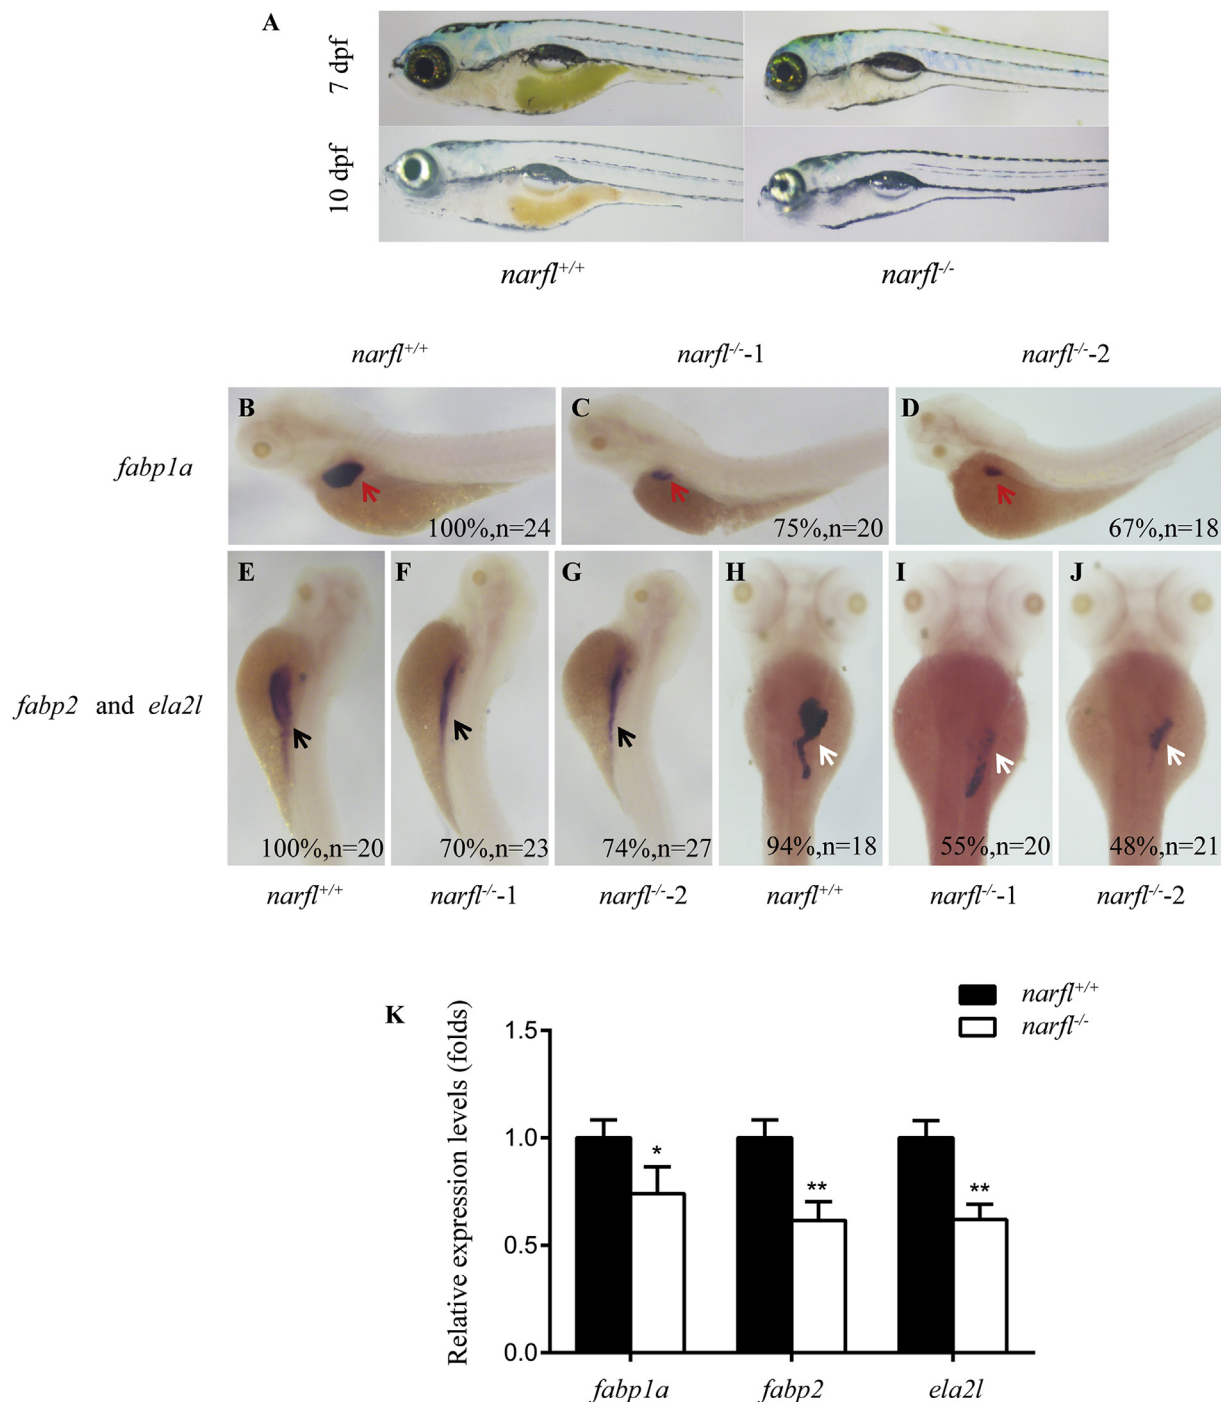 A
7 dpf
10 dpf
narfl+/+ narfl-/-
narfl+/+ narfl-/--1 narfl-/--2
fabp1a
B
100%,n=24
C
75%,n=20
D
67%,n=18
fabp2 and ela2l
E
100%,n=20
F
70%,n=23
G
74%,n=27
H
94%,n=18
I
55%,n=20
J
48%,n=21
narfl+/+ narfl-/--1 narfl-/--2 narfl+/+ narfl-/--1 narfl-/--2
K
narfl+/+
narfl-/-
Relative expression levels (folds)
1.5
1.0
0.5
0.0
*
**
**
fabp1a fabp2 ela2l